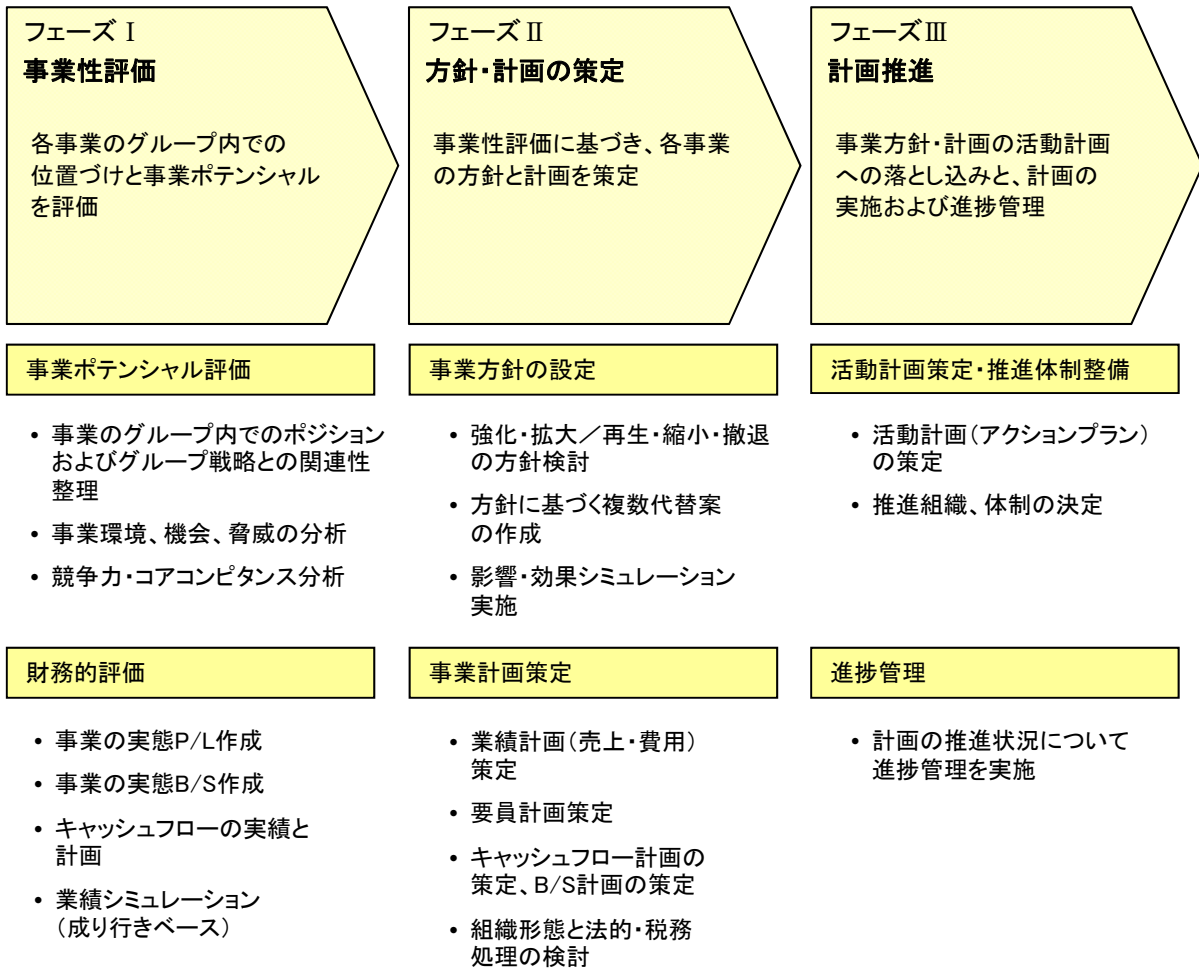 フェーズⅠ
事業性評価
各事業のグループ内での
位置づけと事業ポテンシャル
を評価
フェーズⅡ
方針・計画の策定
事業性評価に基づき、各事業
の方針と計画を策定
フェーズⅢ
計画推進
事業方針・計画の活動計画
への落とし込みと、計画の
実施および進捗管理
事業ポテンシャル評価
• 事業のグループ内でのポジション
およびグループ戦略との関連性
整理
• 事業環境、機会、脅威の分析
• 競争力・コアコンピタンス分析
事業方針の設定
• 強化・拡大／再生・縮小・撤退
の方針検討
• 方針に基づく複数代替案
の作成
• 影響・効果シミュレーション
実施
活動計画策定・推進体制整備
• 活動計画（アクションプラン）
の策定
• 推進組織、体制の決定
財務的評価
• 事業の実態P/L作成
• 事業の実態B/S作成
• キャッシュフローの実績と
計画
• 業績シミュレーション
（成り行きベース）
事業計画策定
• 業績計画（売上・費用）
策定
• 要員計画策定
• キャッシュフロー計画の
策定、B/S計画の策定
• 組織形態と法的・税務
処理の検討
進捗管理
• 計画の推進状況について
進捗管理を実施